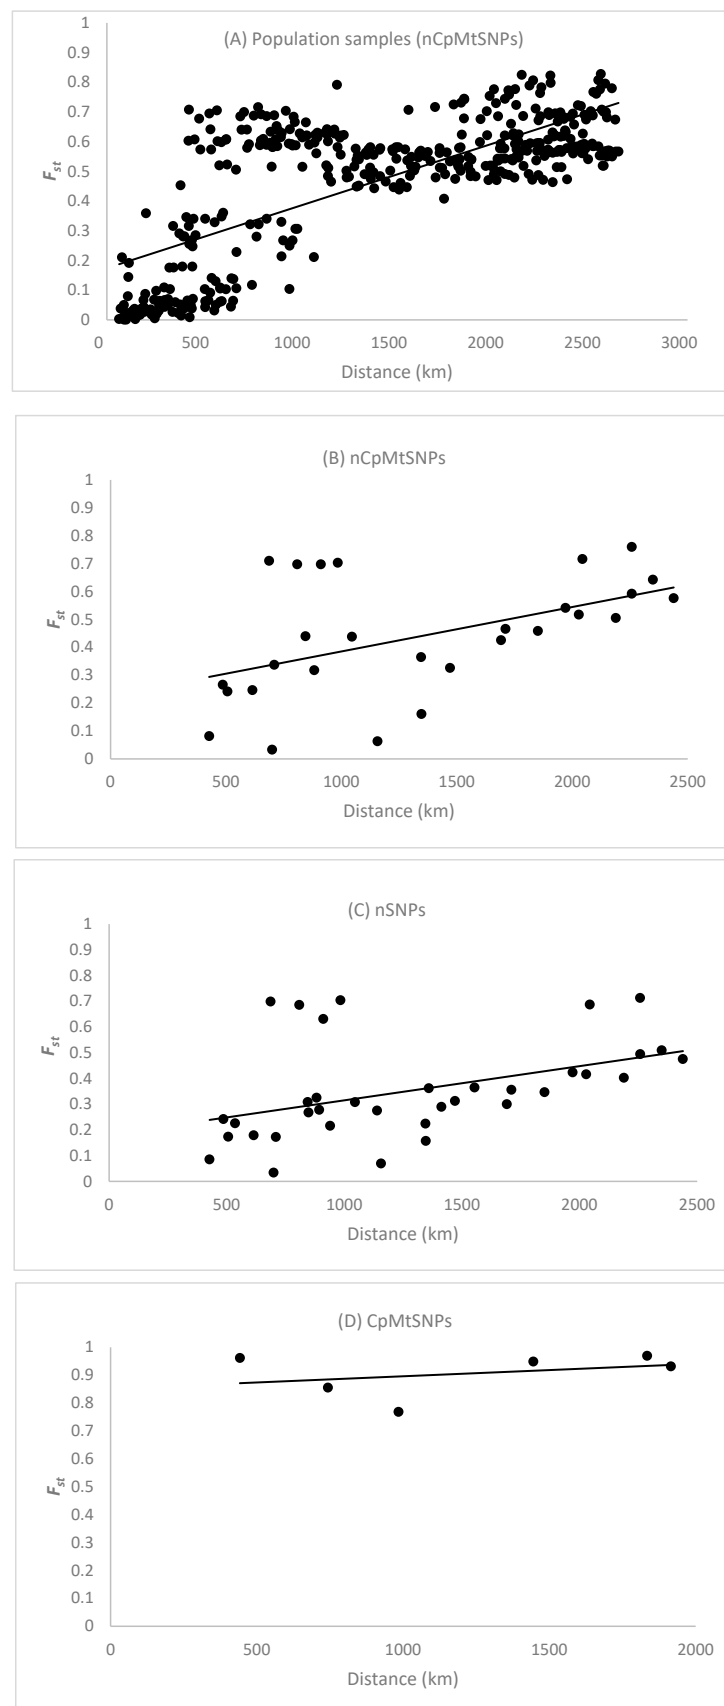 (A) Population samples (nCpMtSNPs)
1
0.9
0.8
0.7
0.6
0.5
0.4
0.3
0.2
0.1
0
Fst
0 500 1000 1500 2000 2500 3000
Distance (km)
(B) nCpMtSNPs
1
0.9
0.8
0.7
0.6
0.5
0.4
0.3
0.2
0.1
0
Fst
0 500 1000 1500 2000 2500
Distance (km)
(C) nSNPs
1
0.9
0.8
0.7
0.6
0.5
0.4
0.3
0.2
0.1
0
Fst
0 500 1000 1500 2000 2500
Distance (km)
(D) CpMtSNPs
1
0.9
0.8
0.7
0.6
0.5
0.4
0.3
0.2
0.1
0
Fst
0 500 1000 1500 2000
Distance (km)